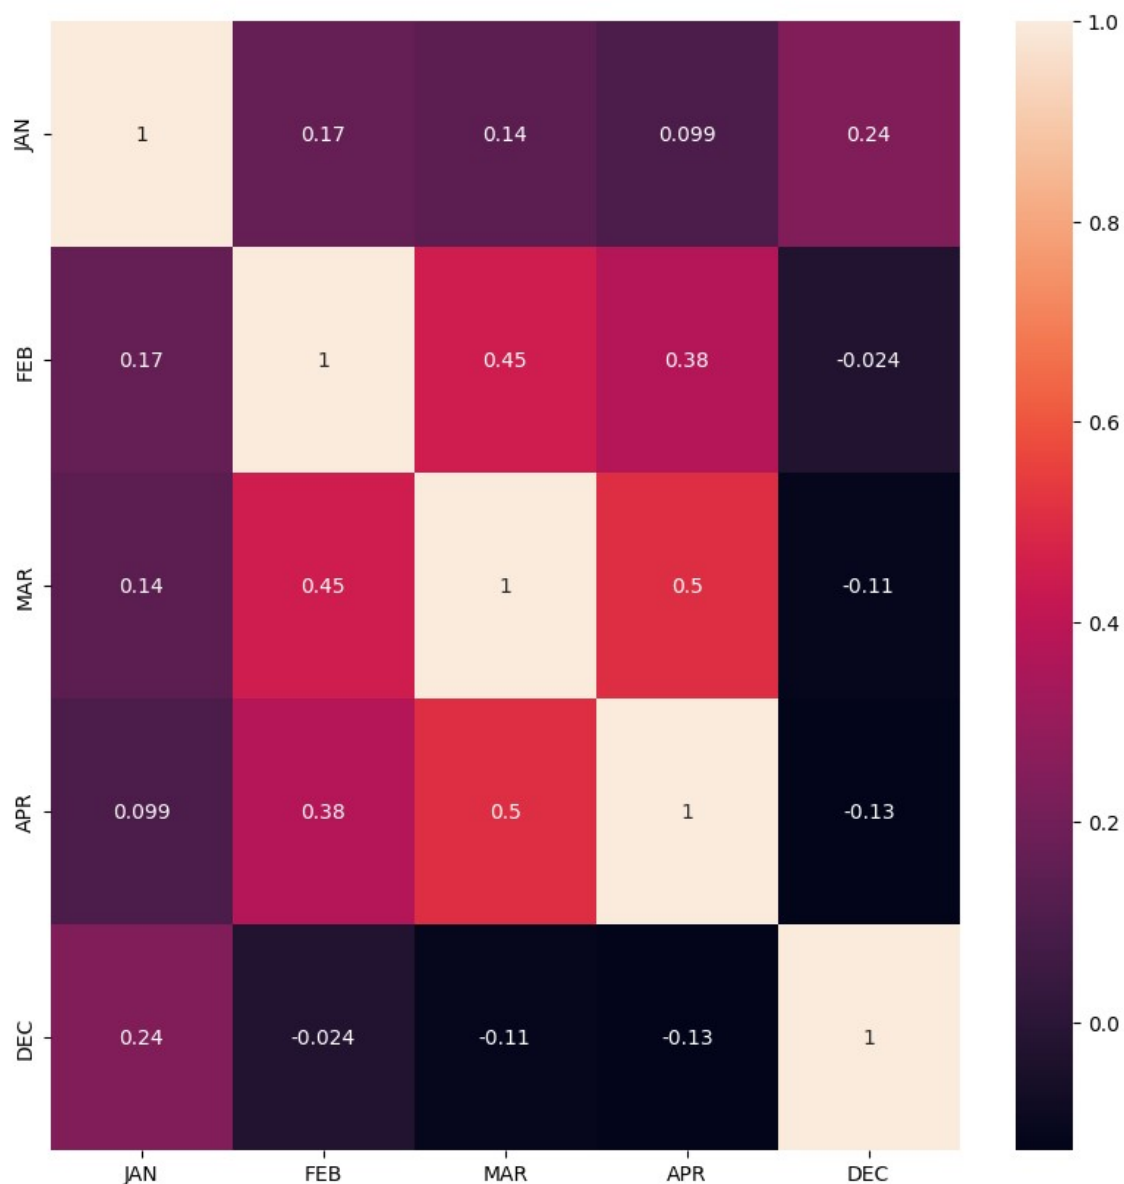 1.0
JAN 1 0.17 0.14 0.099 0.24
0.8
FEB 0.17 1 0.45 0.38 -0.024
0.6
MAR 0.14 0.45 1 0.5 -0.11
0.4
APR 0.099 0.38 0.5 1 -0.13
0.2
0.0
DEC 0.24 -0.024 -0.11 -0.13 1
JAN FEB MAR APR DEC